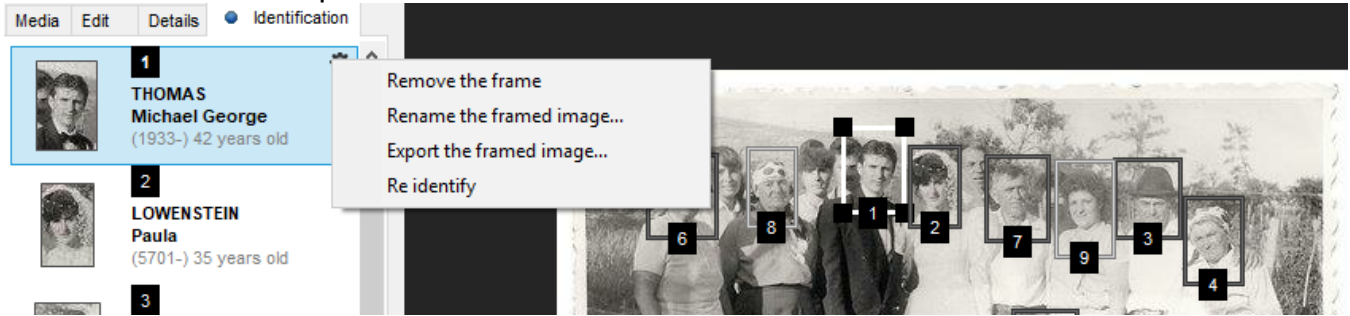 Media Edit Details Identification
1
THOMAS
Michael George
(1933-) 42 years old
2
LOWENSTEIN
Paula
(5701-) 35 years old
3
Remove the frame
Rename the framed image...
Export the framed image...
Re identify
6
8
1
2
7
9
3
4